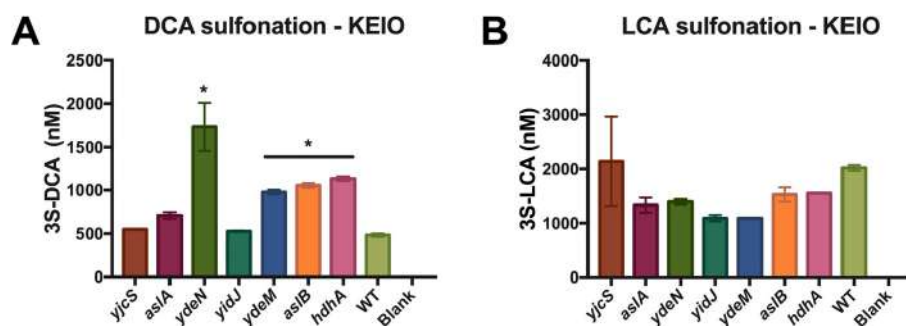 A
DCA sulfonation - KEIO
3S-DCA (nM)
2500
2000
1500
1000
500
0
*
*
yjcS
aslA
ydeN
yidJ
ydeM
aslB
hdhA
WT
Blank
B
LCA sulfonation - KEIO
3S-LCA (nM)
4000
3000
2000
1000
0
yjcS
aslA
ydeN
yidJ
ydeM
aslB
hdhA
WT
Blank